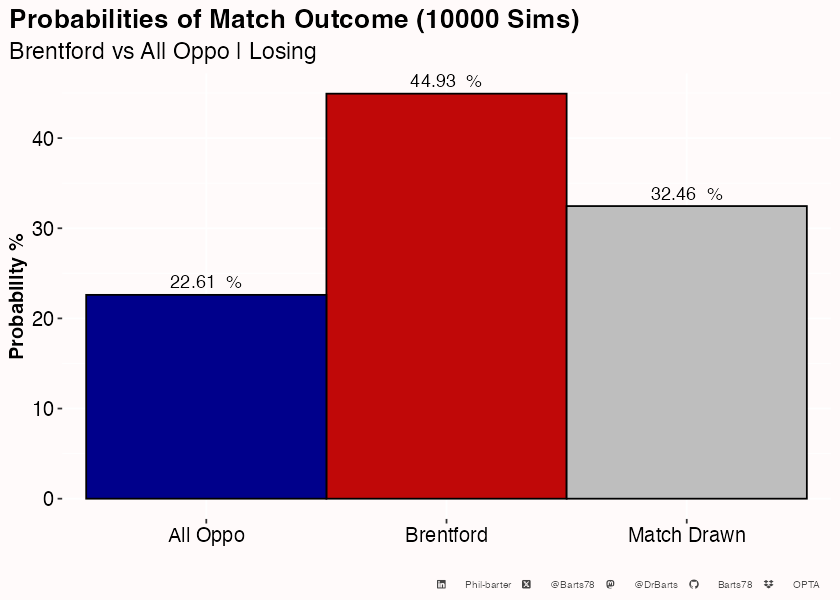 Probabilities of Match Outcome (10000 Sims)
Brentford vs All Oppo | Losing
44.93 %
32.46 %
22.61 %
Probability %
40
30
20
10
0
All Oppo
Brentford
Match Drawn
Phil-barter @Barts78 @DrBarts Barts78 OPTA